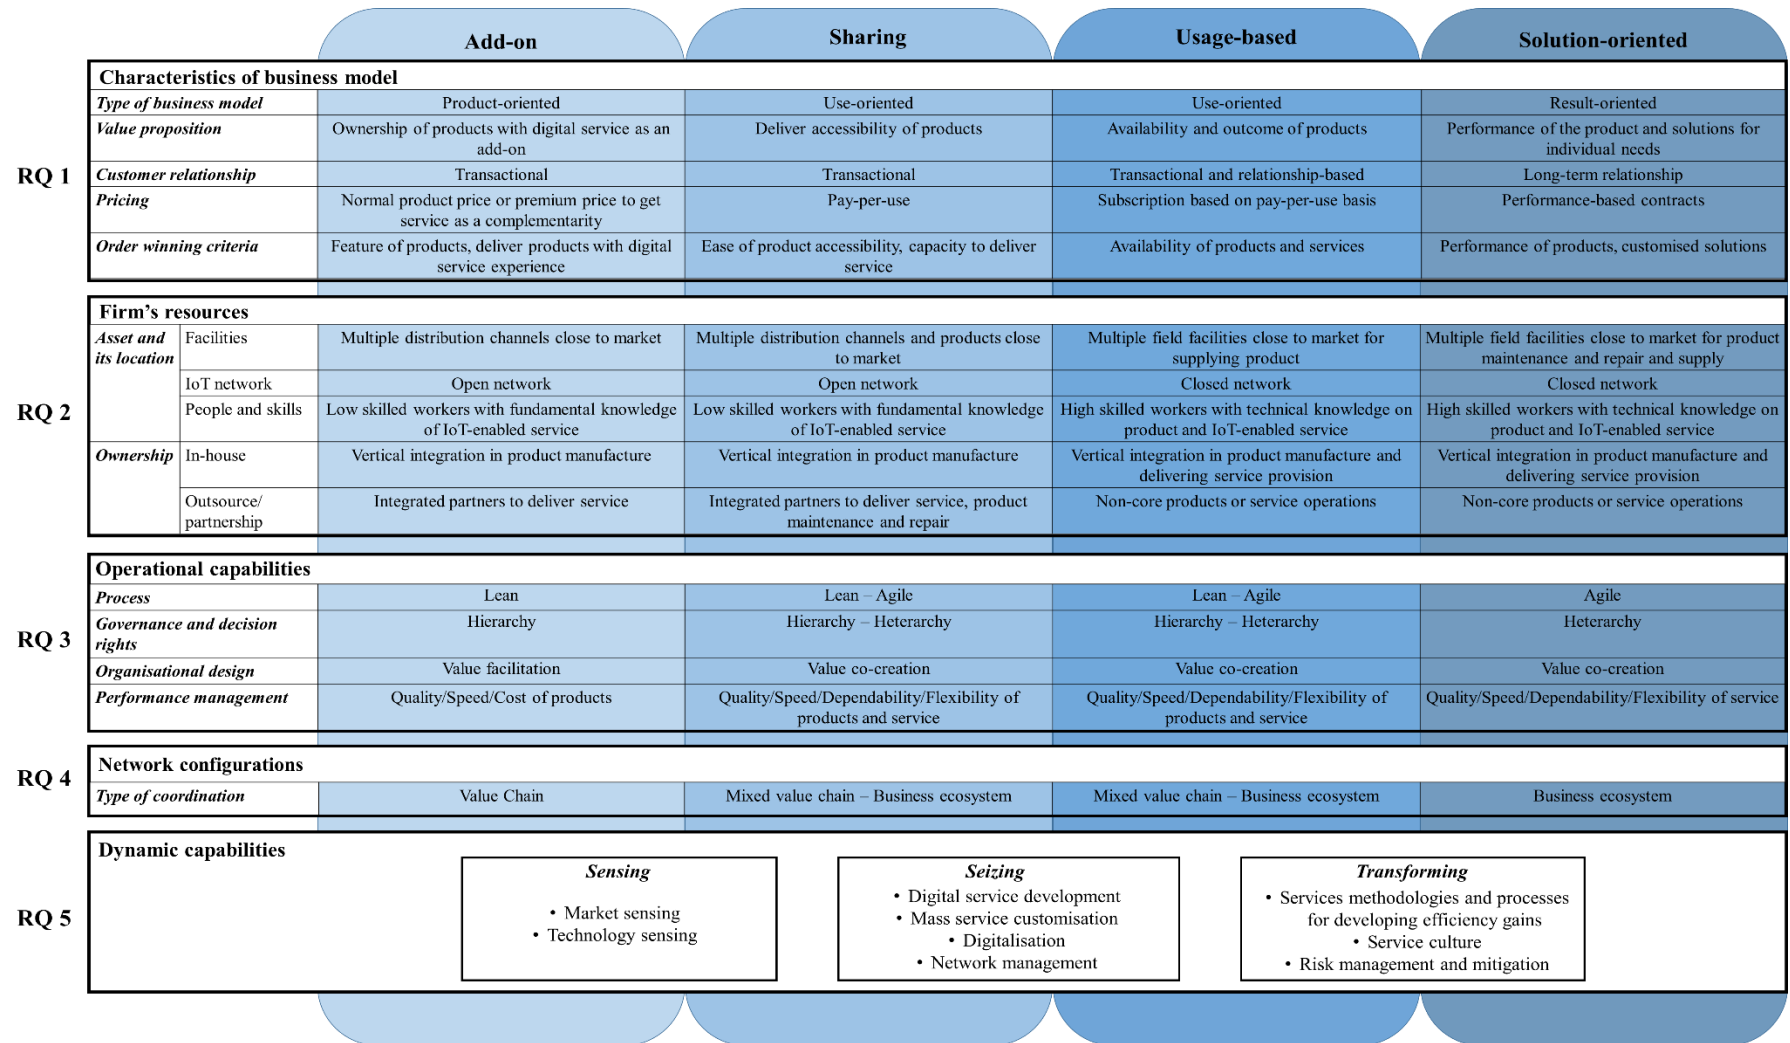 Add-on
Sharing
Usage-based
Solution-oriented
RQ 1
Characteristics of business model
Type of business model
Product-oriented
Use-oriented
Use-oriented
Result-oriented
Value proposition
Ownership of products with digital service as an
add-on
Deliver accessibility of products
Availability and outcome of products
Performance of the product and solutions for
individual needs
Customer relationship
Transactional
Transactional
Transactional and relationship-based
Long-term relationship
Pricing
Normal product price or premium price to get
service as a complementarity
Pay-per-use
Subscription based on pay-per-use basis
Performance-based contracts
Order winning criteria
Feature of products, deliver products with digital
service experience
Ease of product accessibility, capacity to deliver
service
Availability of products and services
Performance of products, customised solutions
RQ 2
Firm's resources
Asset and
its location
Facilities
Multiple distribution channels close to market
Multiple distribution channels and products close
to market
Multiple field facilities close to market for
supplying product
Multiple field facilities close to market for product
maintenance and repair and supply
IoT network
Open network
Open network
Closed network
Closed network
People and skills
Low skilled workers with fundamental knowledge
of IoT-enabled service
Low skilled workers with fundamental knowledge
of IoT-enabled service
High skilled workers with technical knowledge on
product and IoT-enabled service
High skilled workers with technical knowledge on
product and IoT-enabled service
Ownership
In-house
Vertical integration in product manufacture
Vertical integration in product manufacture
Vertical integration in product manufacture and
delivering service provision
Vertical integration in product manufacture and
delivering service provision
Outsource/
partnership
Integrated partners to deliver service
Integrated partners to deliver service, product
maintenance and repair
Non-core products or service operations
Non-core products or service operations
RQ 3
Operational capabilities
Process
Lean
Lean – Agile
Lean – Agile
Agile
Governance and decision
rights
Hierarchy
Hierarchy – Heterarchy
Hierarchy – Heterarchy
Heterarchy
Organisational design
Value facilitation
Value co-creation
Value co-creation
Value co-creation
Performance management
Quality/Speed/Cost of products
Quality/Speed/Dependability/Flexibility of
products and service
Quality/Speed/Dependability/Flexibility of
products and service
Quality/Speed/Dependability/Flexibility of service
RQ 4
Network configurations
Type of coordination
Value Chain
Mixed value chain – Business ecosystem
Mixed value chain – Business ecosystem
Business ecosystem
RQ 5
Dynamic capabilities
Sensing
• Market sensing
• Technology sensing
Seizing
• Digital service development
• Mass service customisation
• Digitalisation
• Network management
Transforming
• Services methodologies and processes
for developing efficiency gains
• Service culture
• Risk management and mitigation